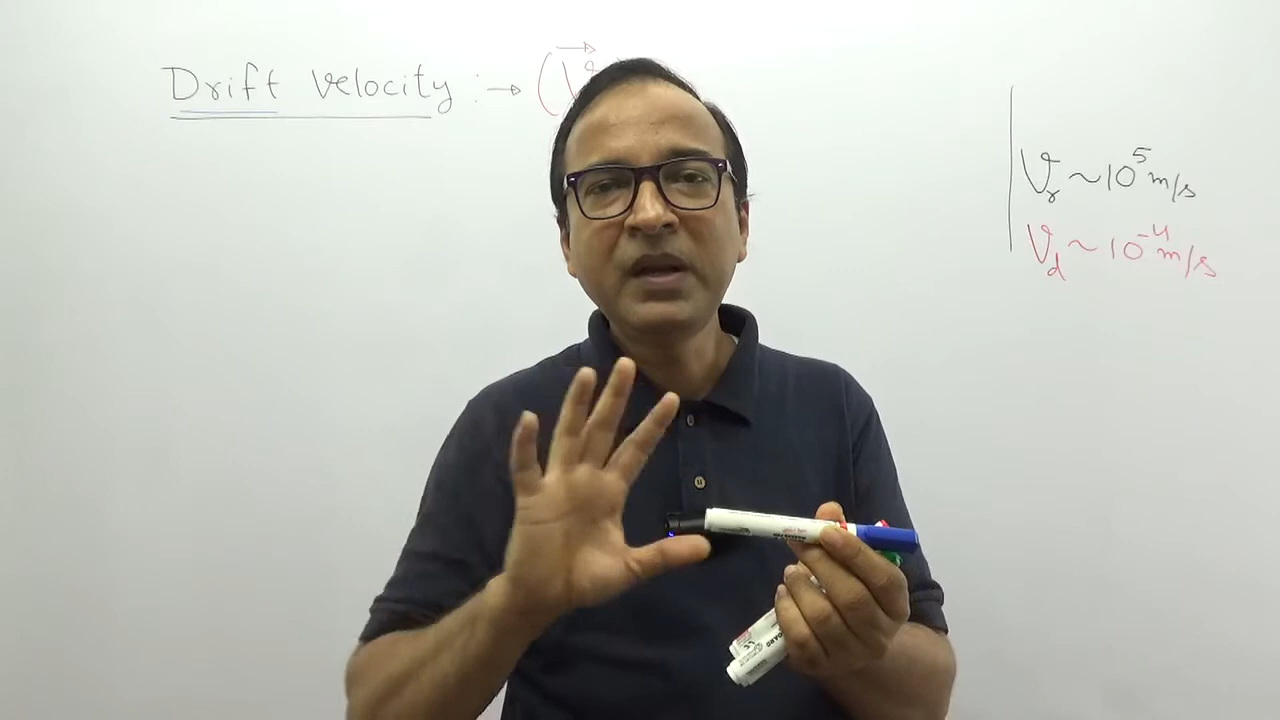 Drift Velocity :→ (V
Vr ~ 10⁵ m/s
Vd ~ 10⁻⁴ m/s